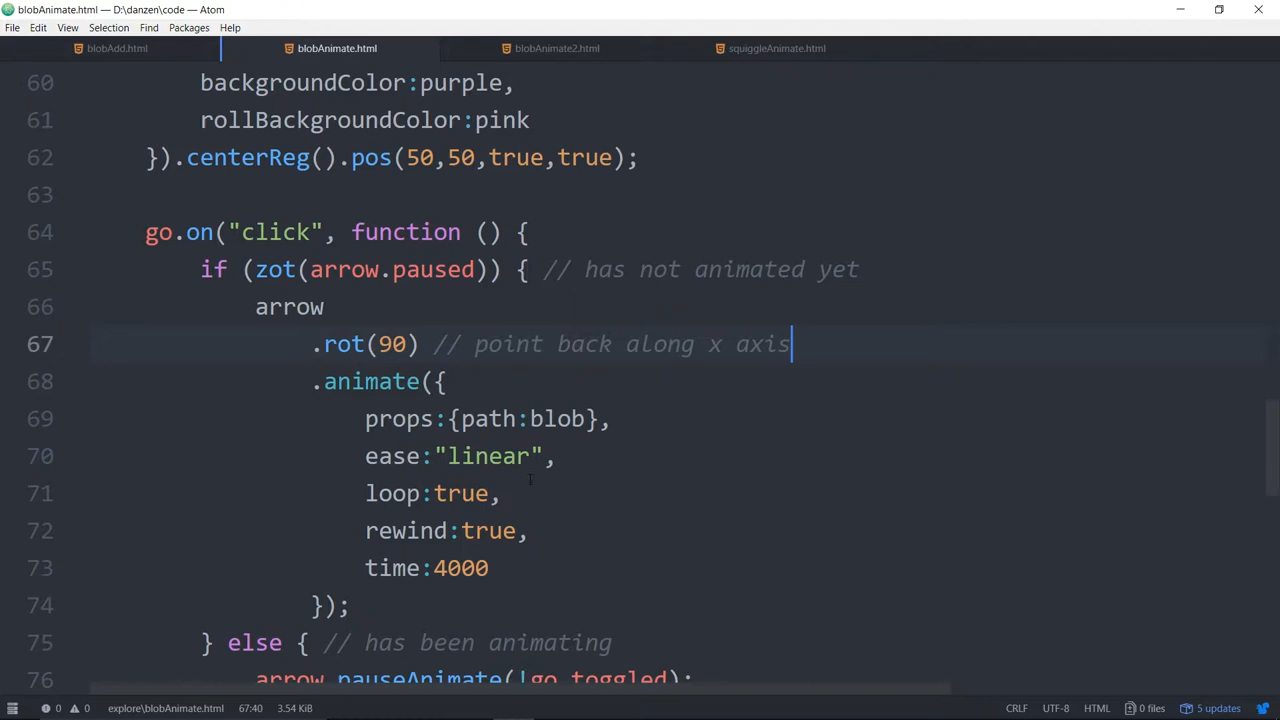 blobAnimate.html — D:\danzen\code — Atom
File Edit View Selection Find Packages Help
blobAdd.html blobAnimate.html blobAnimate2.html squiggleAnimate.html
60 backgroundColor:purple,
61 rollBackgroundColor:pink
62 }).centerReg().pos(50,50,true,true);
63
64 go.on("click", function () {
65 if (zot(arrow.paused)) { // has not animated yet
66 arrow
67 .rot(90) // point back along x axis
68 .animate({
69 props:{path:blob},
70 ease:"linear",
71 loop:true,
72 rewind:true,
73 time:4000
74 });
75 } else { // has been animating
76 arrow.pauseAnimate(!go.toggled);
0 0 explore\blobAnimate.html 67:40 3.54 KiB CRLF UTF-8 HTML 0 files 5 updates